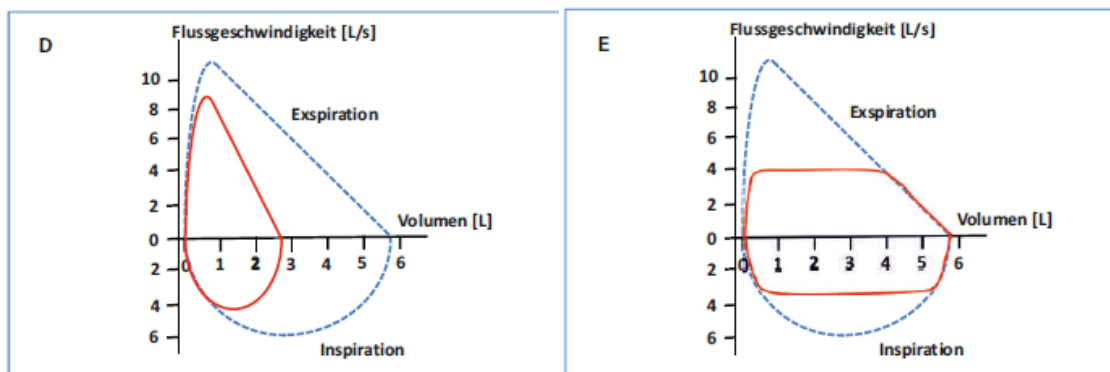 D
Flussgeschwindigkeit [L/s]
10
8
6
4
2
0
2
4
6
Exspiration
Volumen [L]
0 1 2 3 4 5 6
Inspiration
E
Flussgeschwindigkeit [L/s]
10
8
6
4
2
0
2
4
6
Exspiration
Volumen [L]
0 1 2 3 4 5 6
Inspiration